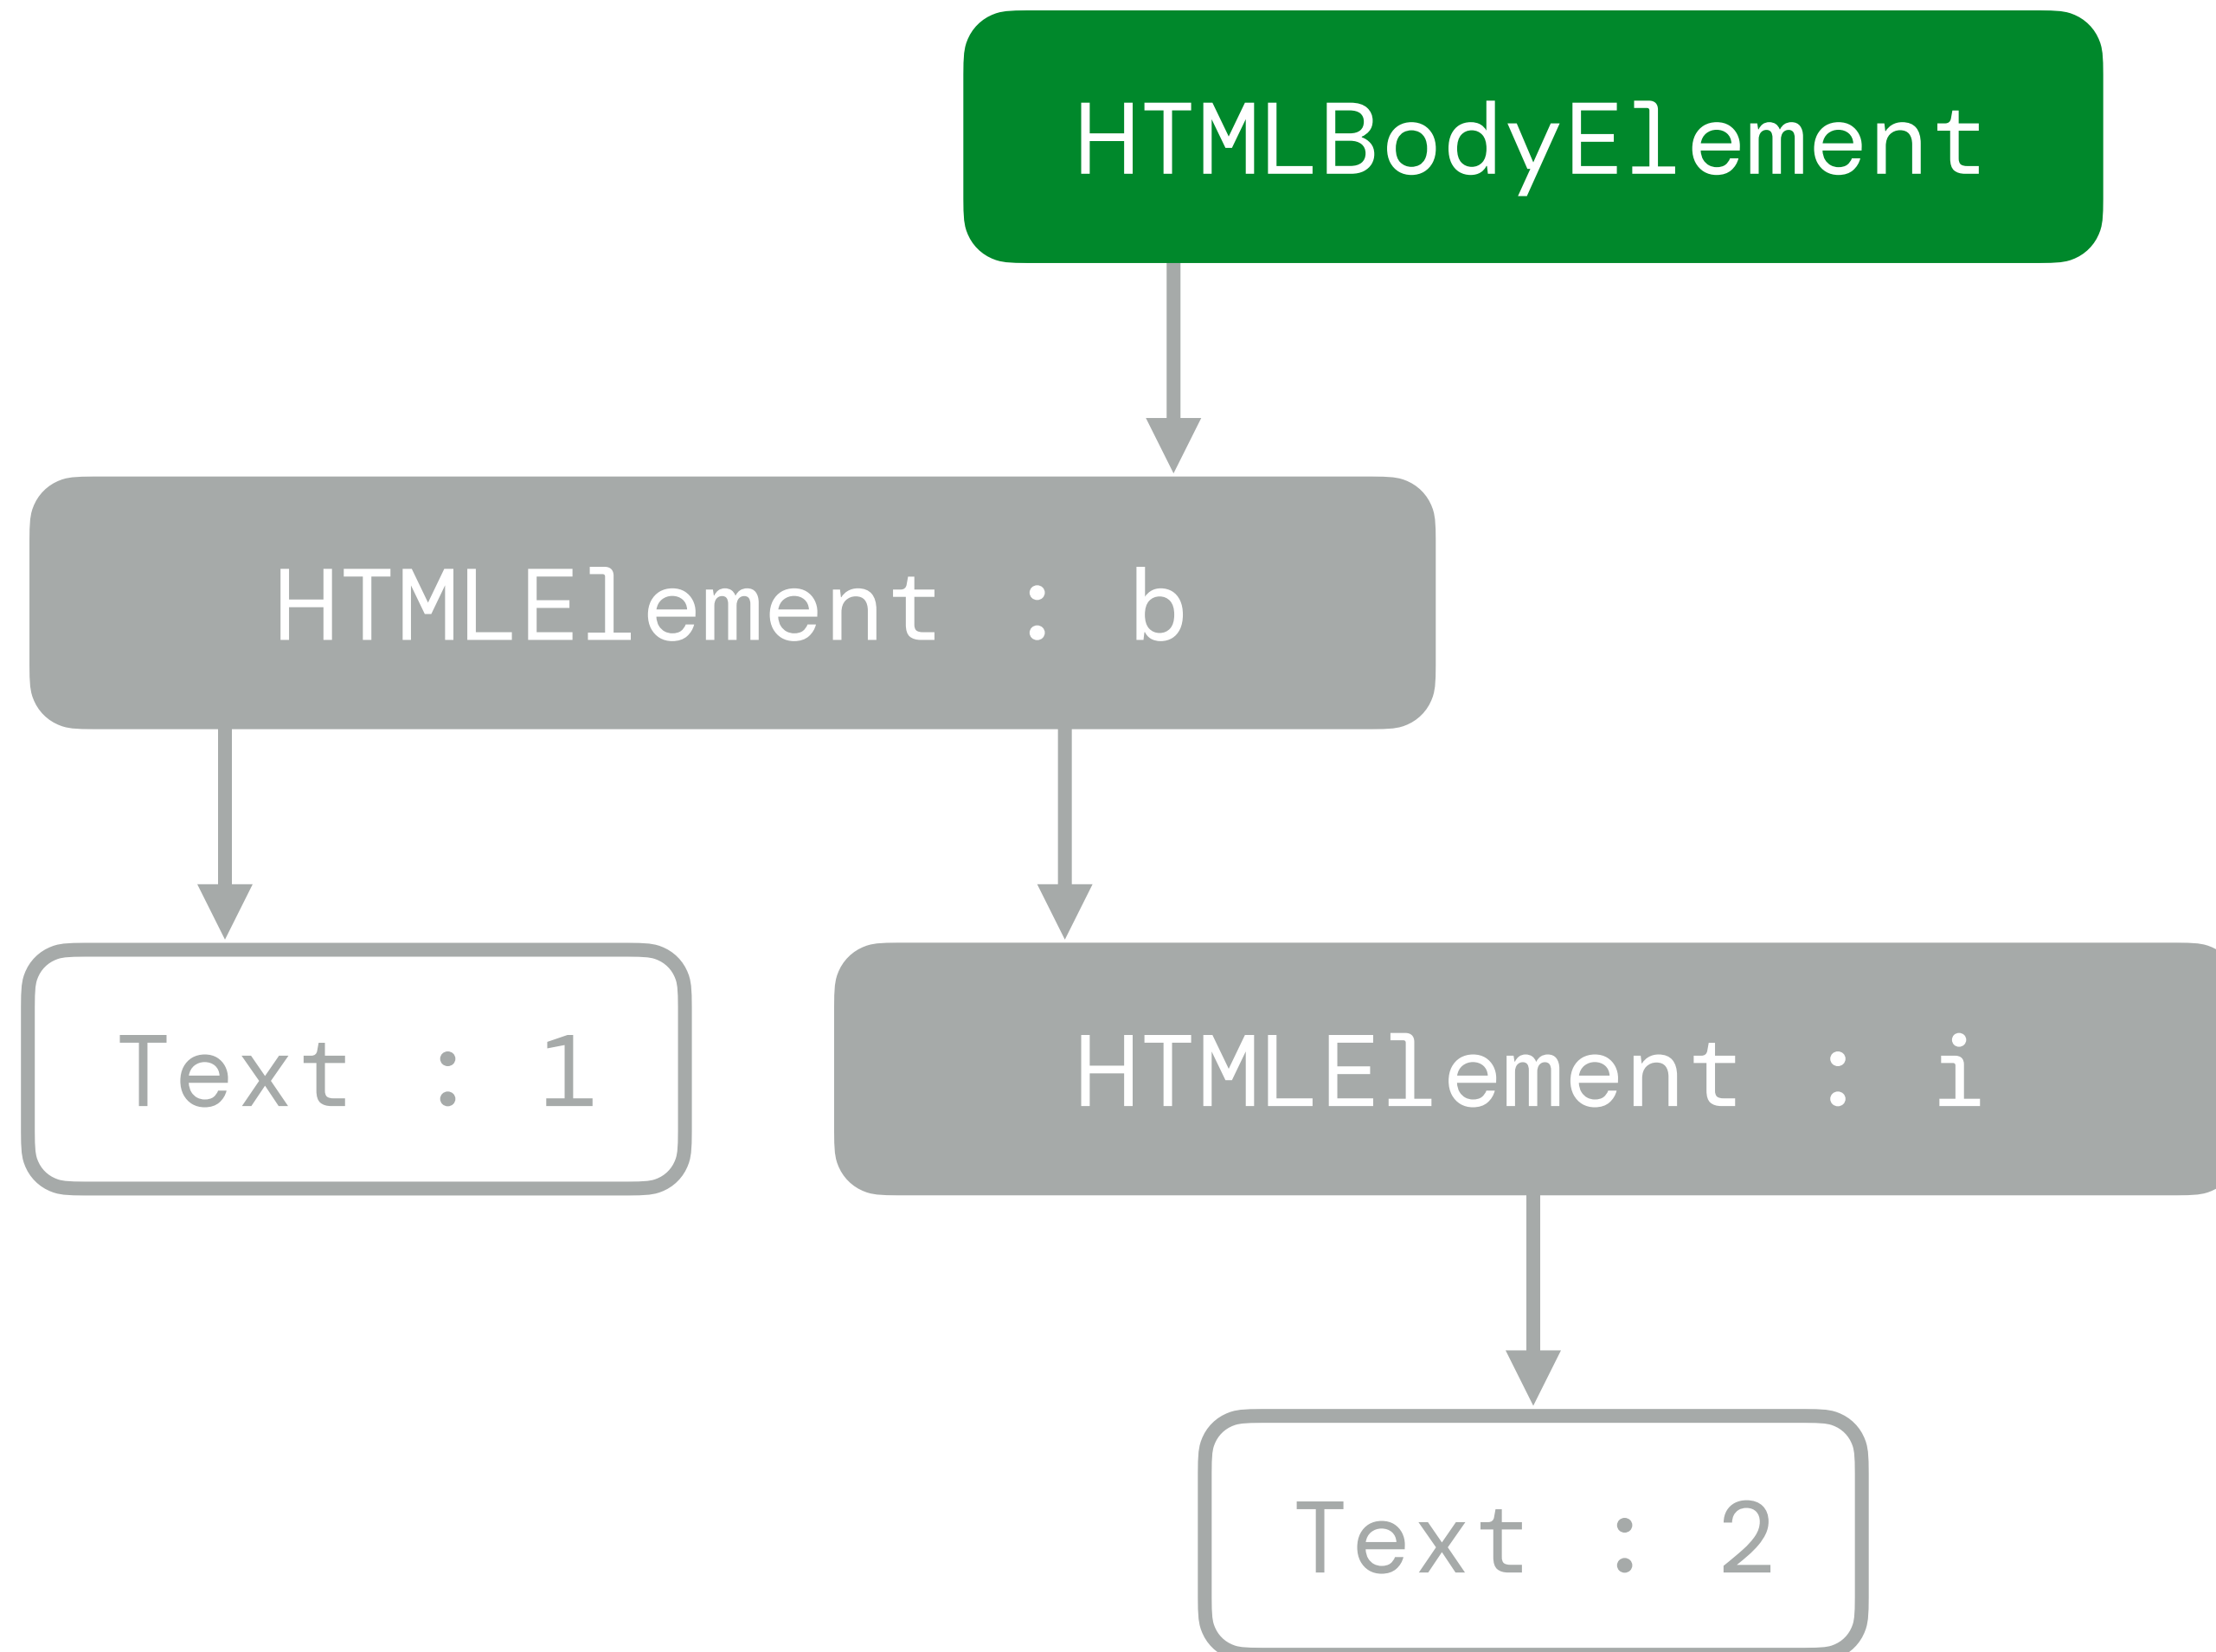 HTMLBodyElement
HTMLElement : b
Text : 1
HTMLElement : i
Text : 2